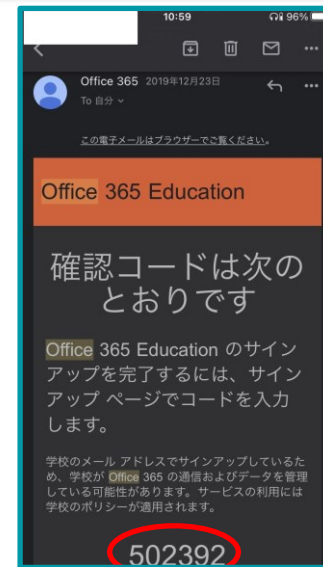 10:59 96%
Office 365 2019年12月23日
To 自分
この電子メールはブラウザーでご覧ください。
Office 365 Education
確認コードは次の
とおりです
Office 365 Education のサイン
アップを完了するには、サイン
アップ ページでコードを入力
します。
学校のメール アドレスでサインアップしているた
め、学校が Office 365 の通信およびデータを管理
している可能性があります。サービスの利用には
学校のポリシーが適用されます。
502392